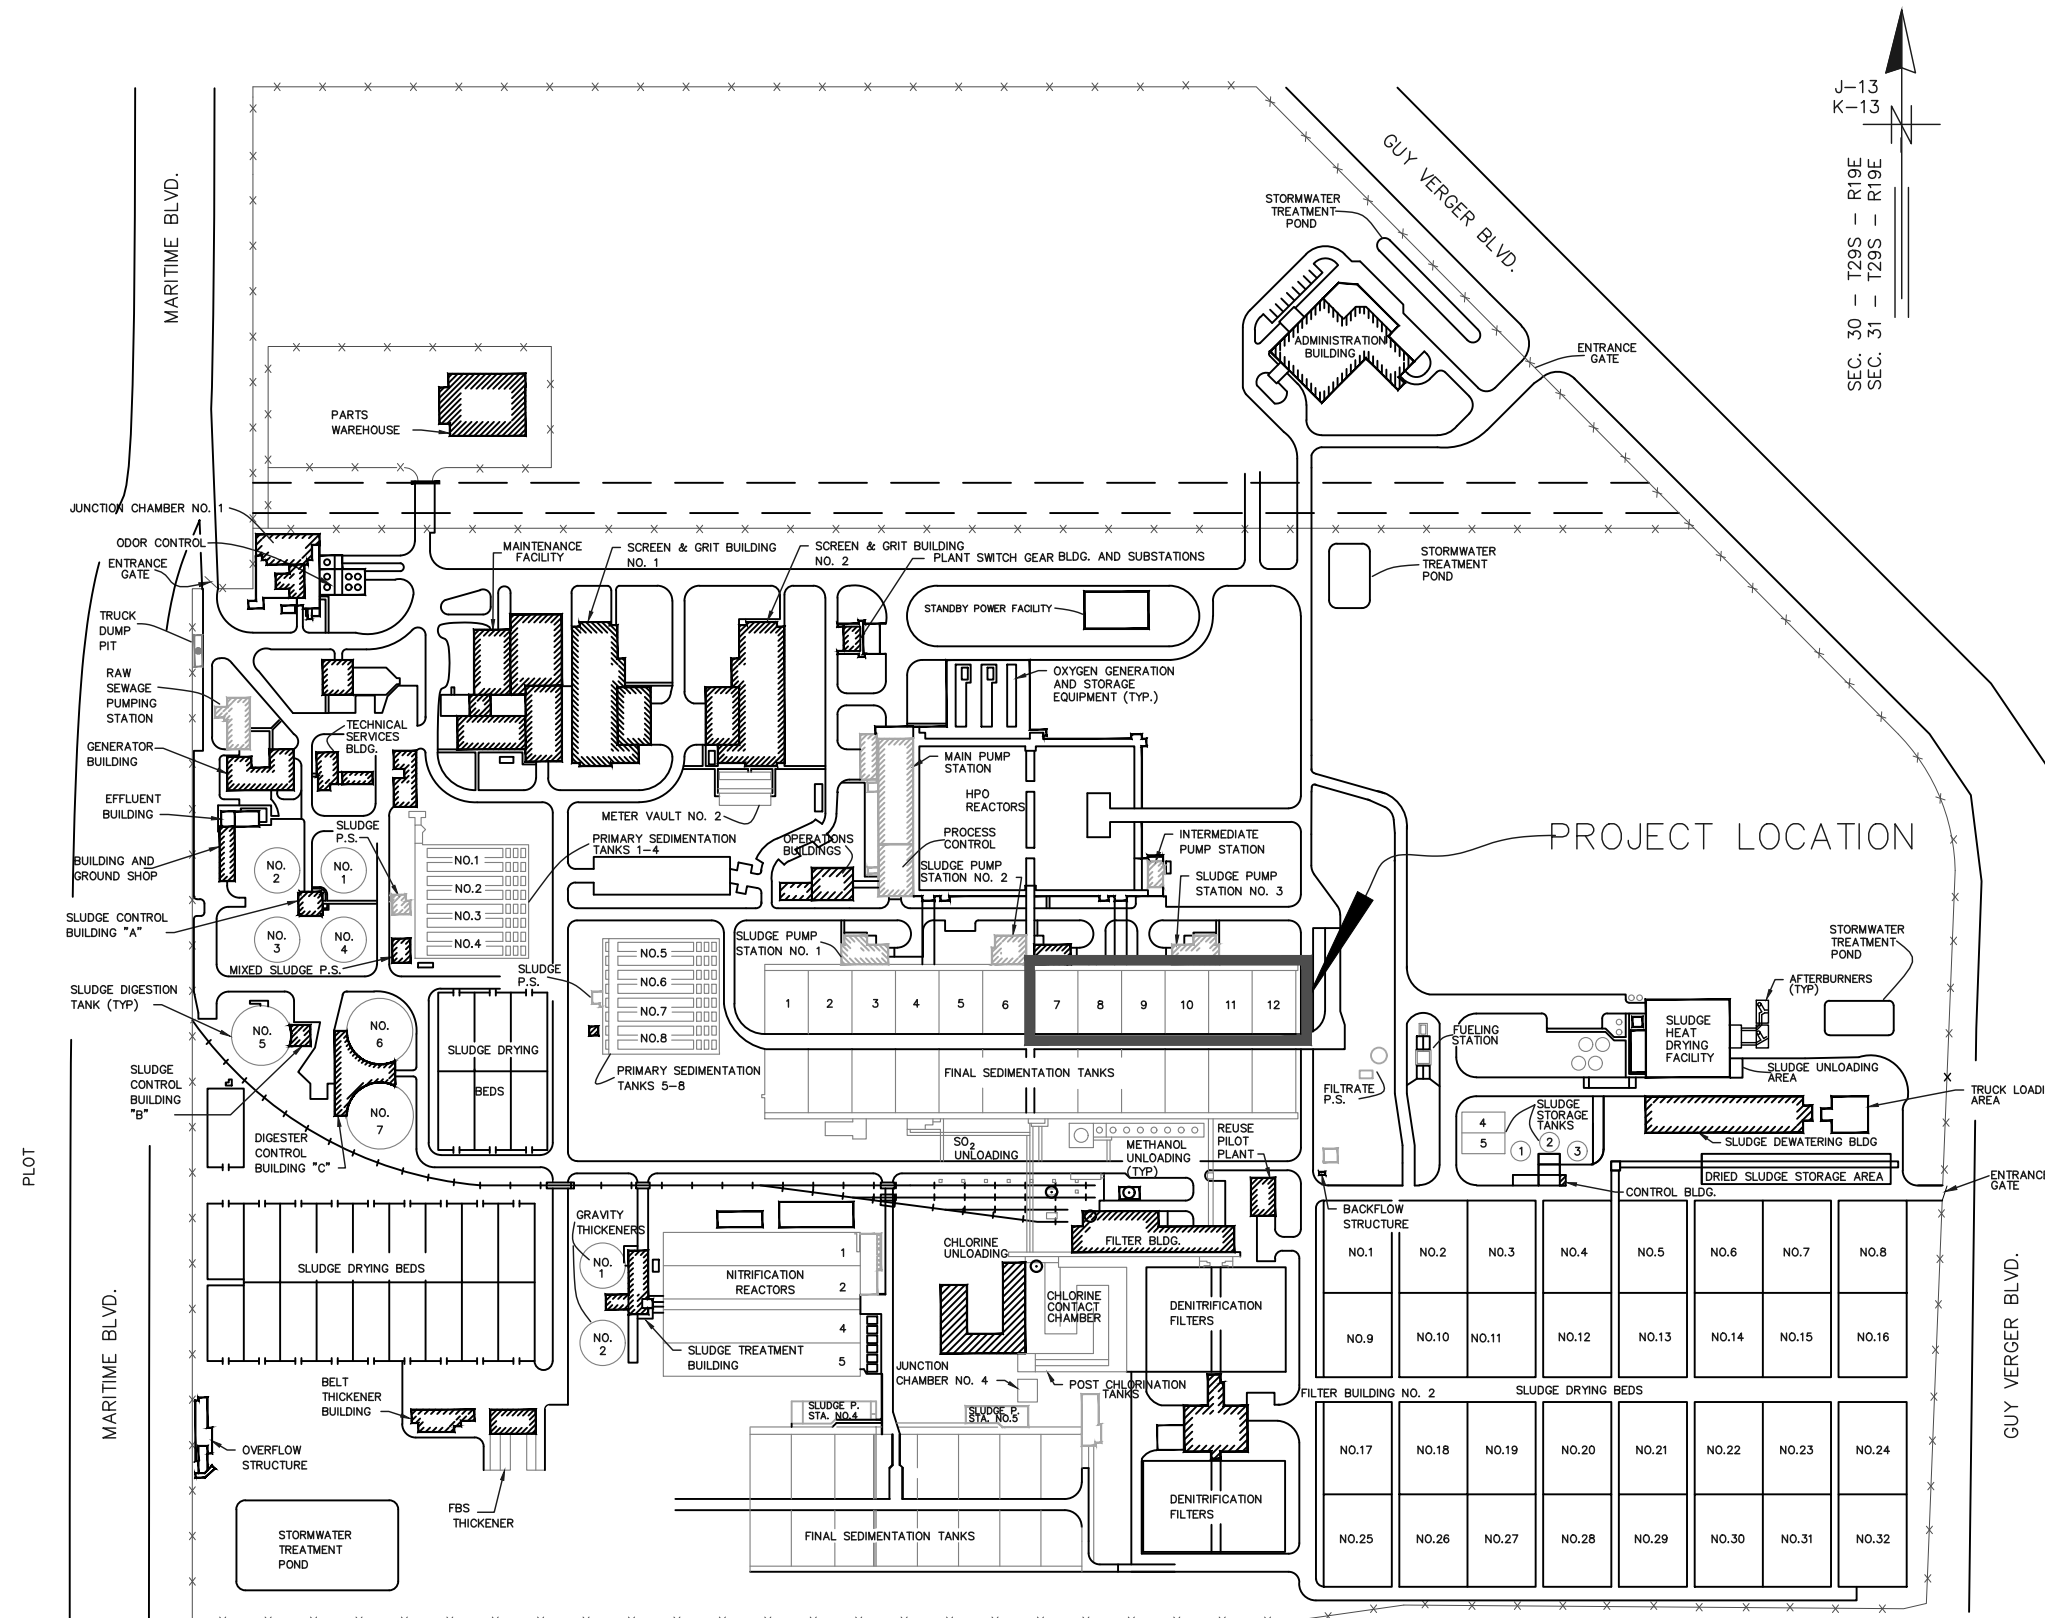 J-13
K-13
SEC. 30 - T29S - R19E
SEC. 31 - T29S - R19E
MARITIME BLVD.
GUY VERGER BLVD.
STORMWATER
TREATMENT
POND
ADMINISTRATION
BUILDING
ENTRANCE
GATE
PARTS
WAREHOUSE
JUNCTION CHAMBER NO. 1
ODOR CONTROL
ENTRANCE
GATE
MAINTENANCE
FACILITY
SCREEN & GRIT BUILDING
NO. 1
SCREEN & GRIT BUILDING
NO. 2
PLANT SWITCH GEAR BLDG. AND SUBSTATIONS
STORMWATER
TREATMENT
POND
STANDBY POWER FACILITY
TRUCK
DUMP
PIT
RAW
SEWAGE
PUMPING
STATION
OXYGEN GENERATION
AND STORAGE
EQUIPMENT (TYP.)
TECHNICAL
SERVICES
BLDG.
GENERATOR
BUILDING
MAIN PUMP
STATION
HPO
REACTORS
EFFLUENT
BUILDING
METER VAULT NO. 2
SLUDGE
P.S.
PRIMARY SEDIMENTATION
TANKS 1-4
OPERATIONS
BUILDINGS
PROCESS
CONTROL
INTERMEDIATE
PUMP STATION
PROJECT LOCATION
BUILDING AND
GROUND SHOP
NO.
2
NO.
1
NO.1
NO.2
NO.3
NO.4
SLUDGE PUMP
STATION NO. 2
SLUDGE PUMP
STATION NO. 3
SLUDGE CONTROL
BUILDING "A"
NO.
3
NO.
4
MIXED SLUDGE P.S.
SLUDGE
P.S.
NO.5
NO.6
NO.7
NO.8
SLUDGE PUMP
STATION NO. 1
STORMWATER
TREATMENT
POND
AFTERBURNERS
(TYP)
SLUDGE DIGESTION
TANK (TYP)
1
2
3
4
5
6
7
8
9
10
11
12
NO.
5
NO.
6
SLUDGE DRYING
BEDS
FUELING
STATION
SLUDGE
HEAT
DRYING
FACILITY
SLUDGE
CONTROL
BUILDING
"B"
PRIMARY SEDIMENTATION
TANKS 5-8
FINAL SEDIMENTATION TANKS
FILTRATE
P.S.
SLUDGE UNLOADING
AREA
TRUCK LOADI
AREA
NO.
7
SLUDGE
STORAGE
TANKS
4
5
1
2
3
SLUDGE DEWATERING BLDG
PLOT
DIGESTER
CONTROL
BUILDING "C"
SO2
UNLOADING
METHANOL
UNLOADING
(TYP)
REUSE
PILOT
PLANT
DRIED SLUDGE STORAGE AREA
CONTROL BLDG.
ENTRANCE
GATE
BACKFLOW
STRUCTURE
GRAVITY
THICKENERS
NO.
1
NO.
2
CHLORINE
UNLOADING
FILTER BLDG.
SLUDGE DRYING BEDS
NITRIFICATION
REACTORS
1
2
4
5
CHLORINE
CONTACT
CHAMBER
DENITRIFICATION
FILTERS
NO.1
NO.2
NO.3
NO.4
NO.5
NO.6
NO.7
NO.8
NO.9
NO.10
NO.11
NO.12
NO.13
NO.14
NO.15
NO.16
SLUDGE TREATMENT
BUILDING
JUNCTION
CHAMBER NO. 4
POST CHLORINATION
TANKS
FILTER BUILDING NO. 2
SLUDGE DRYING BEDS
MARITIME BLVD.
GUY VERGER BLVD.
BELT
THICKENER
BUILDING
SLUDGE P.
STA. NO.4
SLUDGE P.
STA. NO.5
OVERFLOW
STRUCTURE
NO.17
NO.18
NO.19
NO.20
NO.21
NO.22
NO.23
NO.24
FBS
THICKENER
DENITRIFICATION
FILTERS
STORMWATER
TREATMENT
POND
FINAL SEDIMENTATION TANKS
NO.25
NO.26
NO.27
NO.28
NO.29
NO.30
NO.31
NO.32